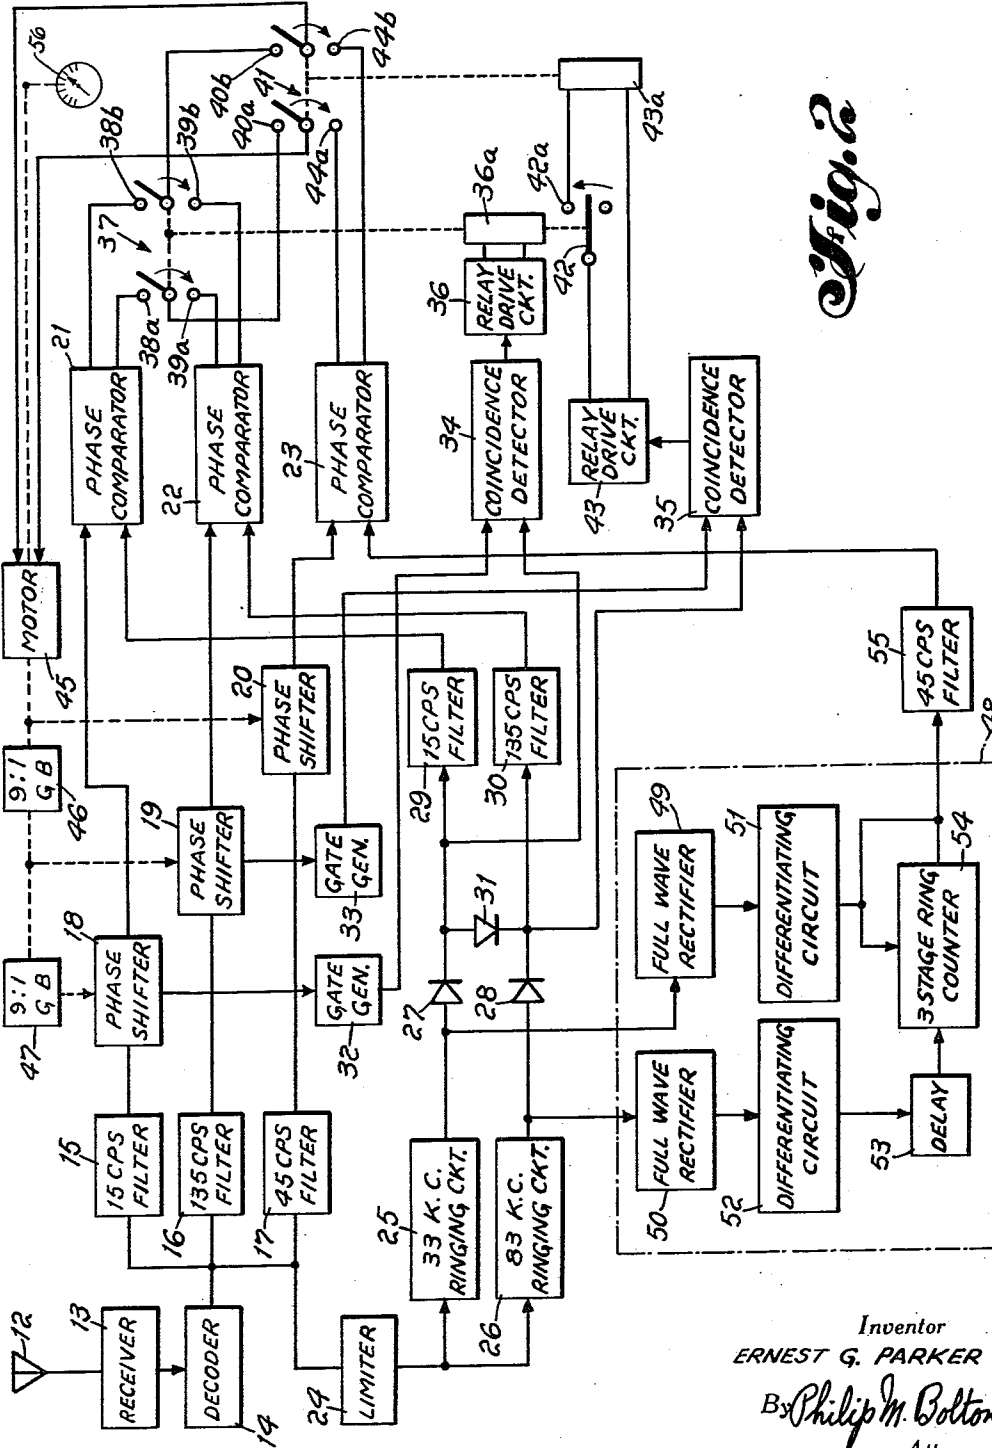 12
13
RECEIVER
DECODER
14
15
15 CPS
FILTER
16
135 CPS
FILTER
17
45 CPS
FILTER
24
LIMITER
25
33 K.C.
RINGING CKT.
26
83 K.C.
RINGING CKT.
47
9:1
G B
46
9:1
G B
45
MOTOR
56
18
PHASE
SHIFTER
19
PHASE
SHIFTER
20
PHASE
SHIFTER
32
GATE
GEN.
33
GATE
GEN.
27
28
31
29
15 CPS
FILTER
30
135 CPS
FILTER
21
PHASE
COMPARATOR
22
PHASE
COMPARATOR
23
PHASE
COMPARATOR
34
COINCIDENCE
DETECTOR
35
COINCIDENCE
DETECTOR
36
RELAY
DRIVE
CKT.
36a
43
RELAY
DRIVE
CKT.
43a
42
42a
37
38a
38b
39a
39b
40a
40b
41
44a
44b
48
50
FULL WAVE
RECTIFIER
49
FULL WAVE
RECTIFIER
52
DIFFERENTIATING
CIRCUIT
51
DIFFERENTIATING
CIRCUIT
53
DELAY
54
3 STAGE RING
COUNTER
55
45 CPS
FILTER
Fig. 2
Inventor
ERNEST G. PARKER
By Philip M. Bolton